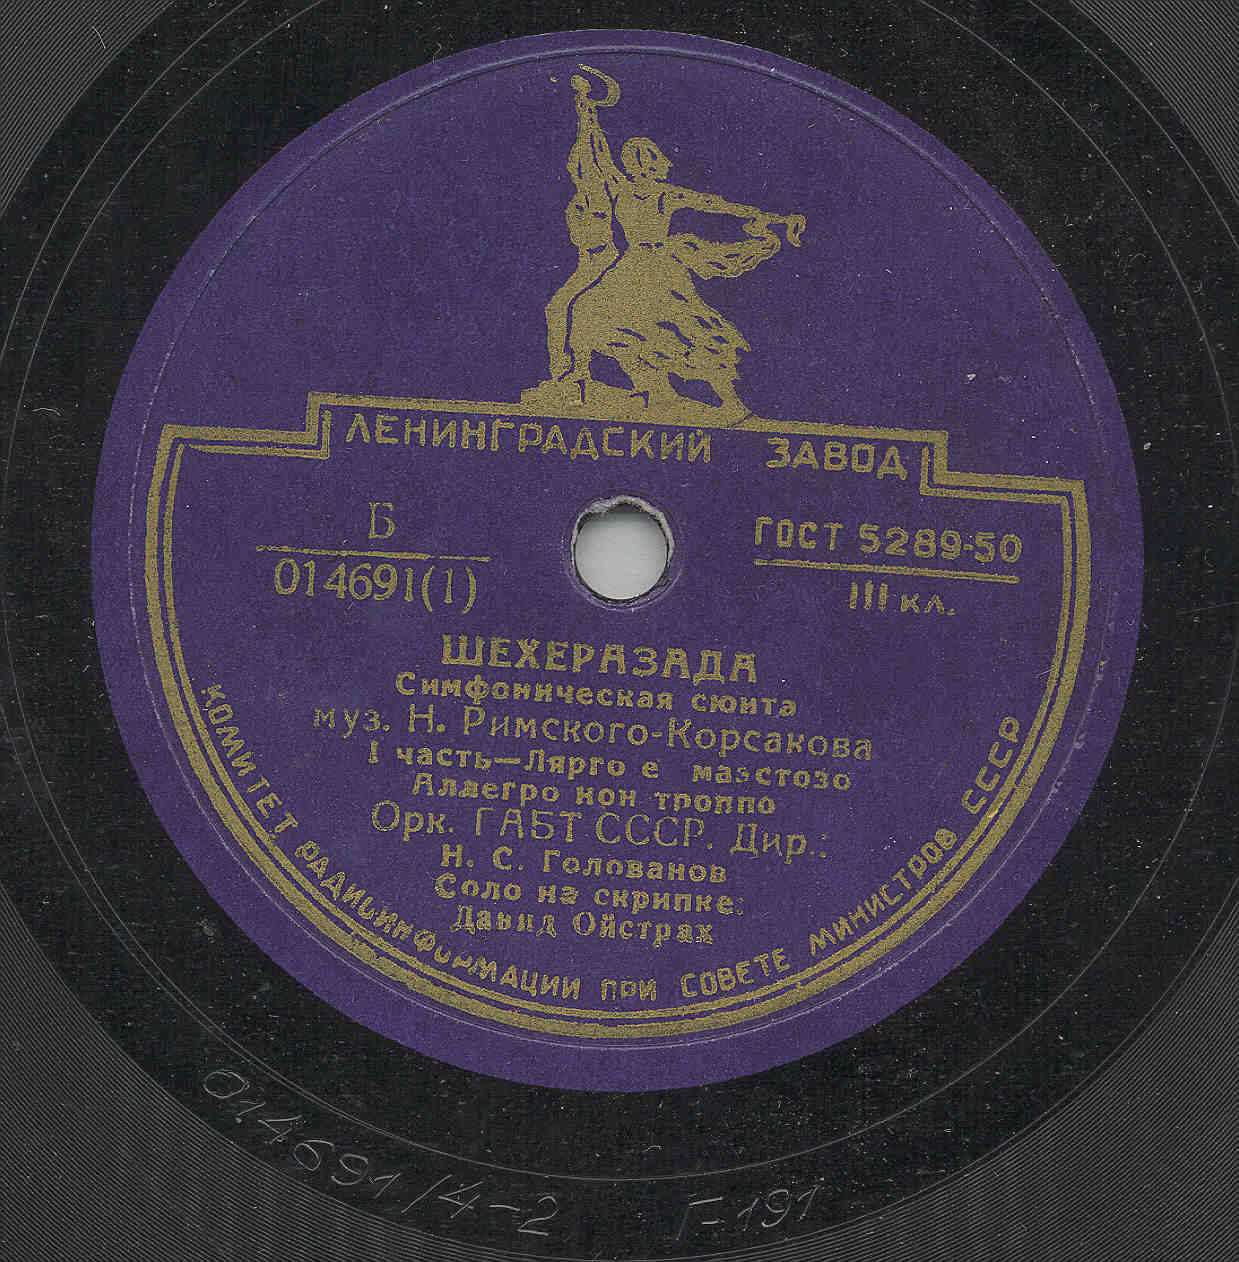 ЛЕНИНГРАДСКИЙ ЗАВОД
Б
014691(1)
ГОСТ 5289-50
III кл.
ШЕХЕРАЗАДА
Симфоническая сюита
муз. Н. Римского-Корсакова
I часть—Лярго е маэстозо
Аллегро нон троппо
Орк. ГАБТ СССР. Дир.:
Н. С. Голованов
Соло на скрипке:
Давид Ойстрах
КОМИТЕТ РАДИОИНФОРМАЦИИ ПРИ СОВЕТЕ МИНИСТРОВ СССР
014691/4-2 Г-191